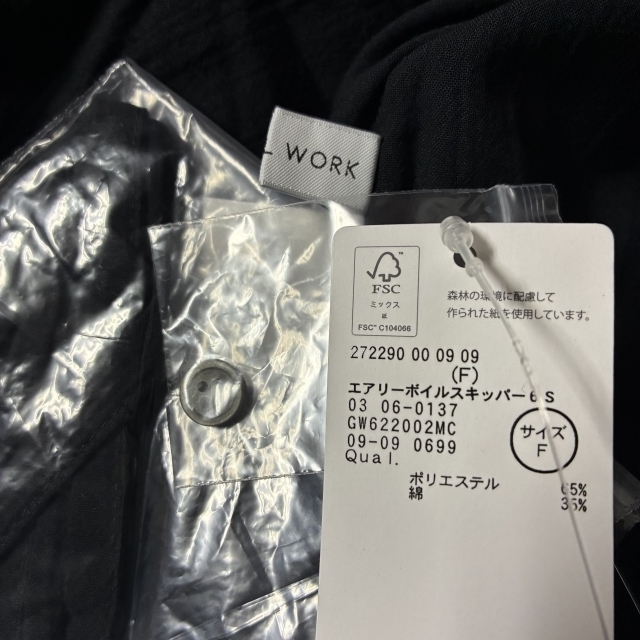 - WORK
FSC
ミックス
紙
FSC® C104066
森林の環境に配慮して
作られた紙を使用しています。
272290 00 09 09
(F)
エアリーボイルスキッパー6S
03 06-0137
GW622002MC
09-09 0699
Qual.
サイズ
F
ポリエステル 65%
綿 35%